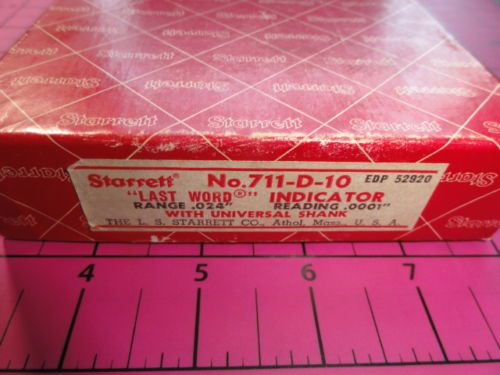 Starrett Starrett Starrett
Starrett Starrett Starrett
Starrett® No. 711-D-10 EDP 52920
"LAST WORD®" INDICATOR
RANGE .024" READING .0001"
WITH UNIVERSAL SHANK
THE L. S. STARRETT CO., Athol, Mass., U. S. A.
4 5 6 7